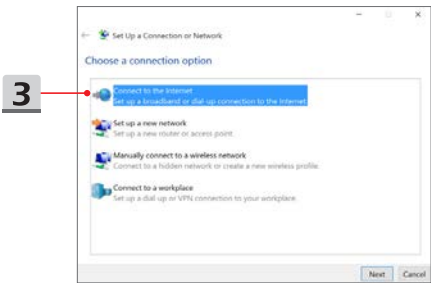 Set Up a Connection or Network
Choose a connection option
3
Connect to the Internet
Set up a broadband or dial-up connection to the Internet.
Set up a new network
Set up a new router or access point.
Manually connect to a wireless network
Connect to a hidden network or create a new wireless profile.
Connect to a workplace
Set up a dial-up or VPN connection to your workplace.
Next Cancel